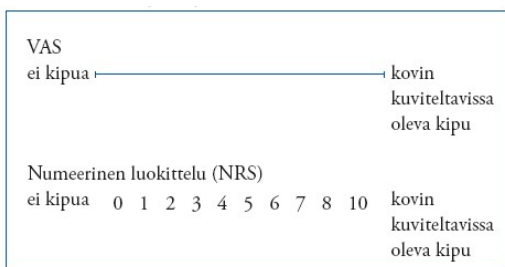 VAS
ei kipua kovin
kuviteltavissa
oleva kipu
Numeerinen luokittelu (NRS)
ei kipua 0 1 2 3 4 5 6 7 8 10 kovin
kuviteltavissa
oleva kipu